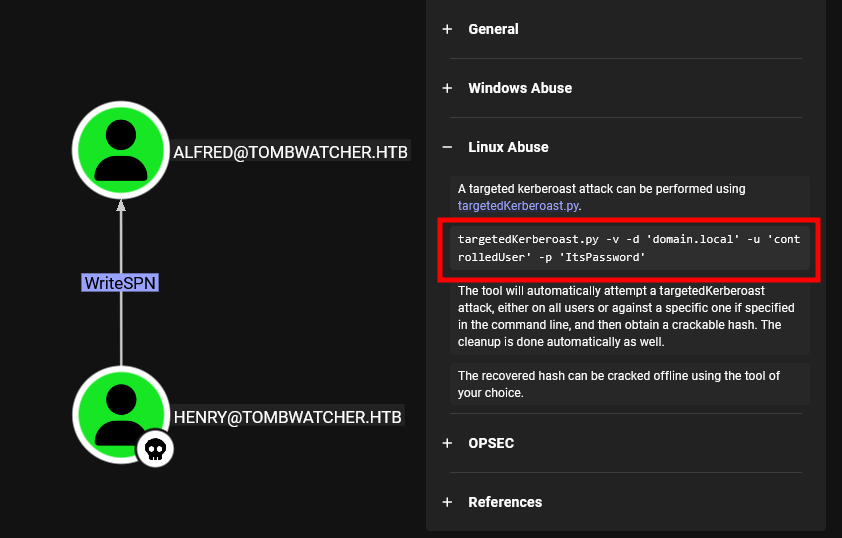 ALFRED@TOMBWATCHER.HTB
WriteSPN
HENRY@TOMBWATCHER.HTB
+ General
+ Windows Abuse
− Linux Abuse
A targeted kerberoast attack can be performed using
targetedKerberoast.py.
targetedKerberoast.py -v -d 'domain.local' -u 'cont
rolledUser' -p 'ItsPassword'
The tool will automatically attempt a targetedKerberoast
attack, either on all users or against a specific one if specified
in the command line, and then obtain a crackable hash. The
cleanup is done automatically as well.
The recovered hash can be cracked offline using the tool of
your choice.
+ OPSEC
+ References